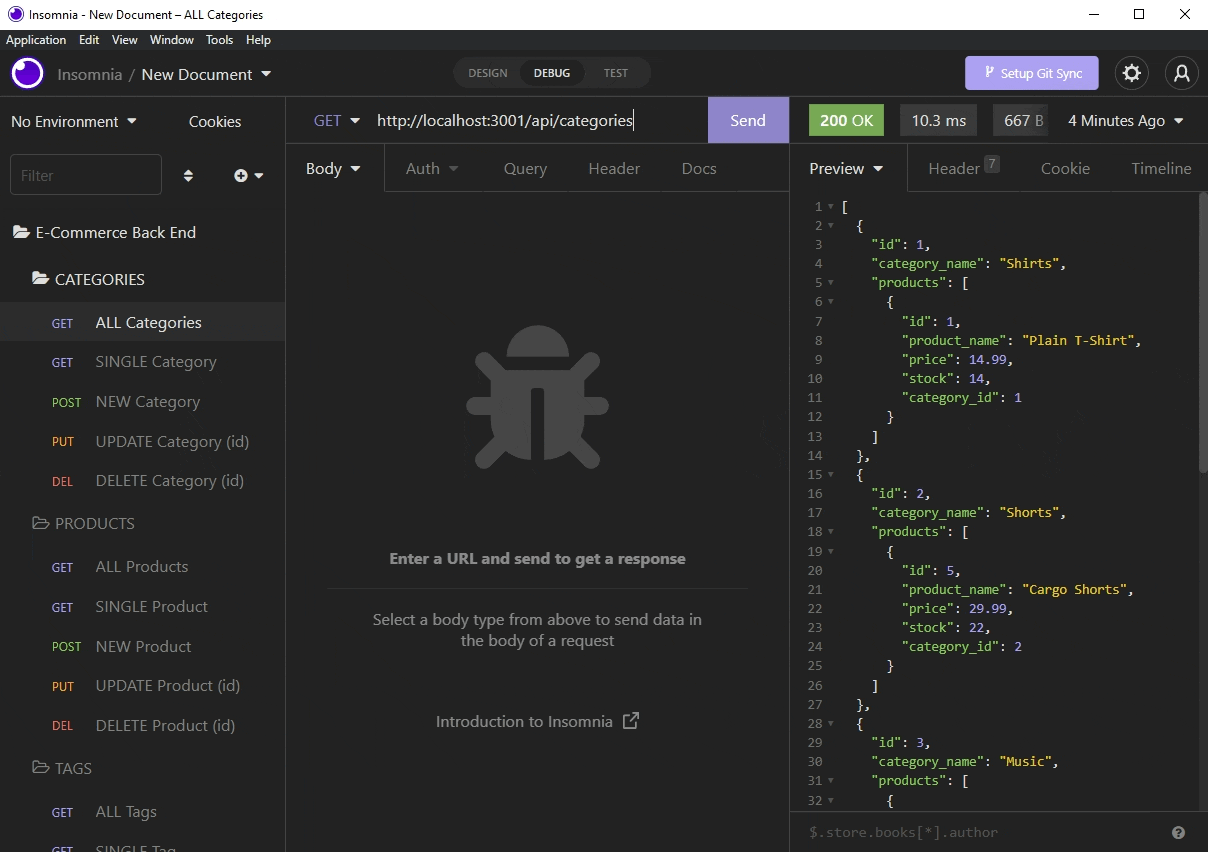 Insomnia - New Document – ALL Categories
Application Edit View Window Tools Help
Insomnia / New Document
DESIGN DEBUG TEST
Setup Git Sync
No Environment
Cookies
Filter
E-Commerce Back End
CATEGORIES
GET ALL Categories
GET SINGLE Category
POST NEW Category
PUT UPDATE Category (id)
DEL DELETE Category (id)
PRODUCTS
GET ALL Products
GET SINGLE Product
POST NEW Product
PUT UPDATE Product (id)
DEL DELETE Product (id)
TAGS
GET ALL Tags
GET SINGLE Tag
GET http://localhost:3001/api/categories Send
Body Auth Query Header Docs
Enter a URL and send to get a response
Select a body type from above to send data in
the body of a request
Introduction to Insomnia
200 OK 10.3 ms 667 B 4 Minutes Ago
Preview Header 7 Cookie Timeline
1 [
2 {
3 "id": 1,
4 "category_name": "Shirts",
5 "products": [
6 {
7 "id": 1,
8 "product_name": "Plain T-Shirt",
9 "price": 14.99,
10 "stock": 14,
11 "category_id": 1
12 }
13 ]
14 },
15 {
16 "id": 2,
17 "category_name": "Shorts",
18 "products": [
19 {
20 "id": 5,
21 "product_name": "Cargo Shorts",
22 "price": 29.99,
23 "stock": 22,
24 "category_id": 2
25 }
26 ]
27 },
28 {
29 "id": 3,
30 "category_name": "Music",
31 "products": [
32 {
$.store.books[*].author